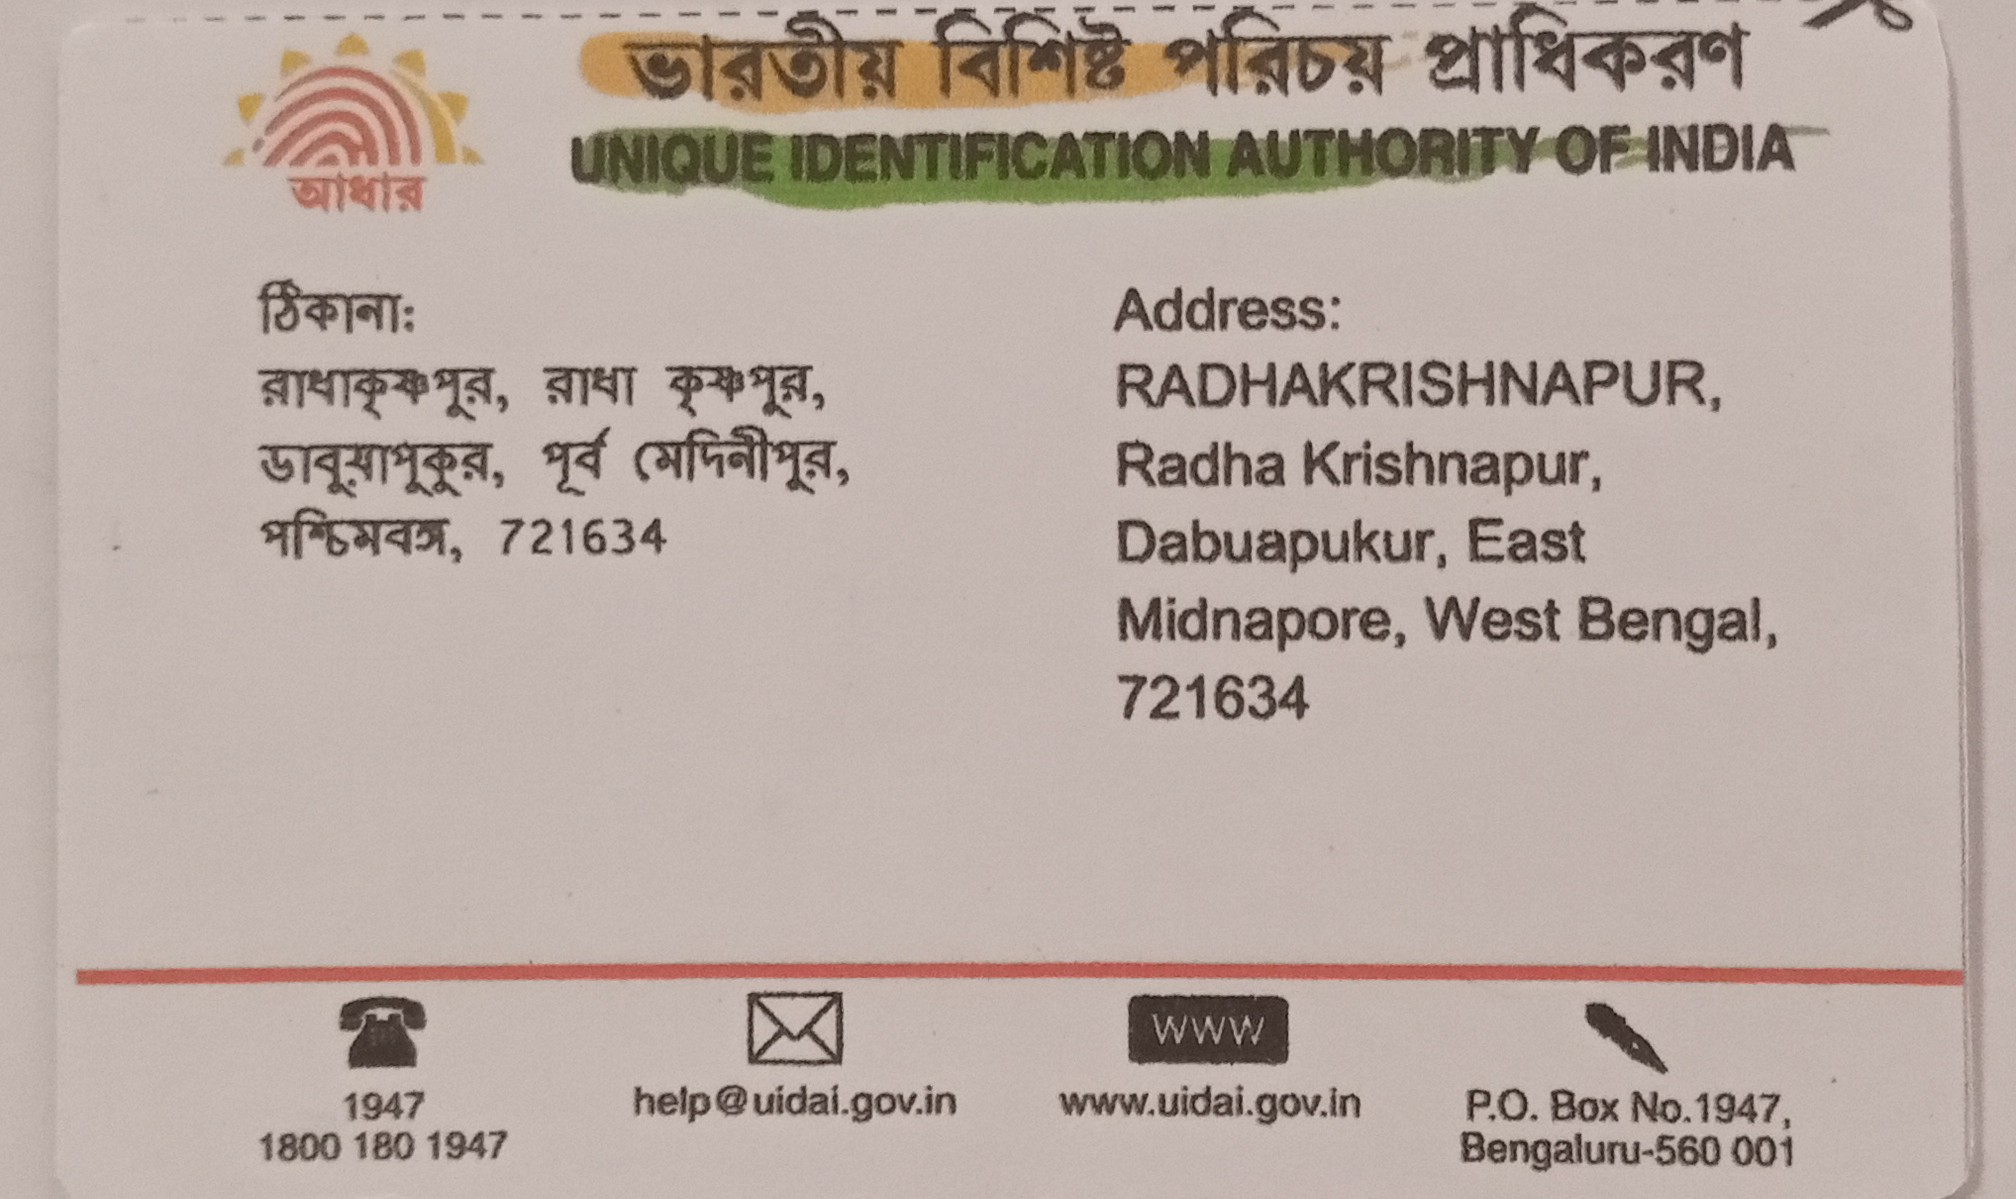 ভারতীয় বিশিষ্ট পরিচয় প্রাধিকরণ
UNIQUE IDENTIFICATION AUTHORITY OF INDIA
আধার
ঠিকানা:
রাধাকৃষ্ণপুর, রাধা কৃষ্ণপুর,
ডাবুয়াপুকুর, পূর্ব মেদিনীপুর,
পশ্চিমবঙ্গ, 721634
Address:
RADHAKRISHNAPUR,
Radha Krishnapur,
Dabuapukur, East
Midnapore, West Bengal,
721634
1947
1800 180 1947
help@uidai.gov.in
WWW
www.uidai.gov.in
P.O. Box No.1947,
Bengaluru-560 001